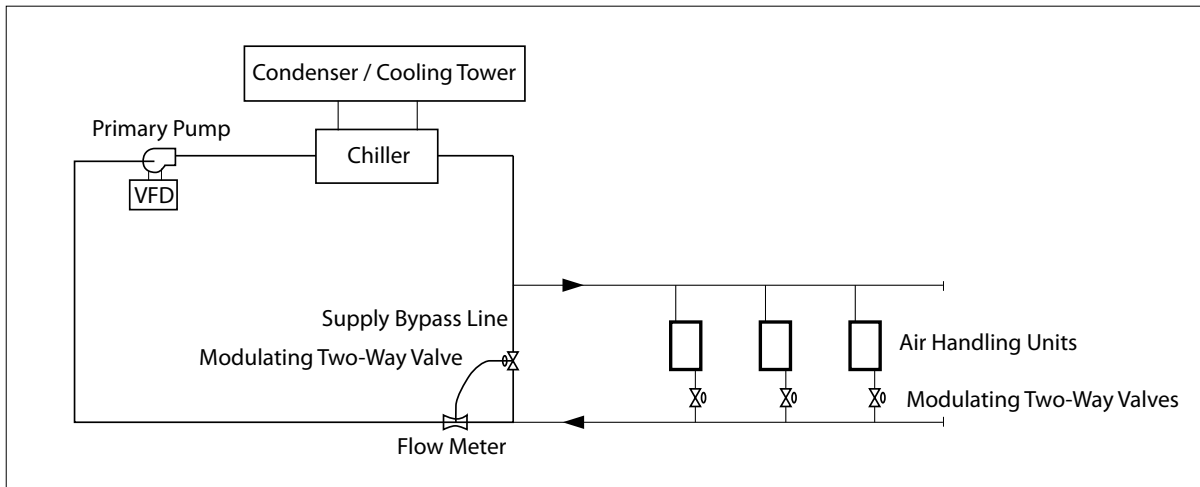 Condenser / Cooling Tower
Primary Pump
Chiller
VFD
Supply Bypass Line
Modulating Two-Way Valve
Air Handling Units
Modulating Two-Way Valves
Flow Meter